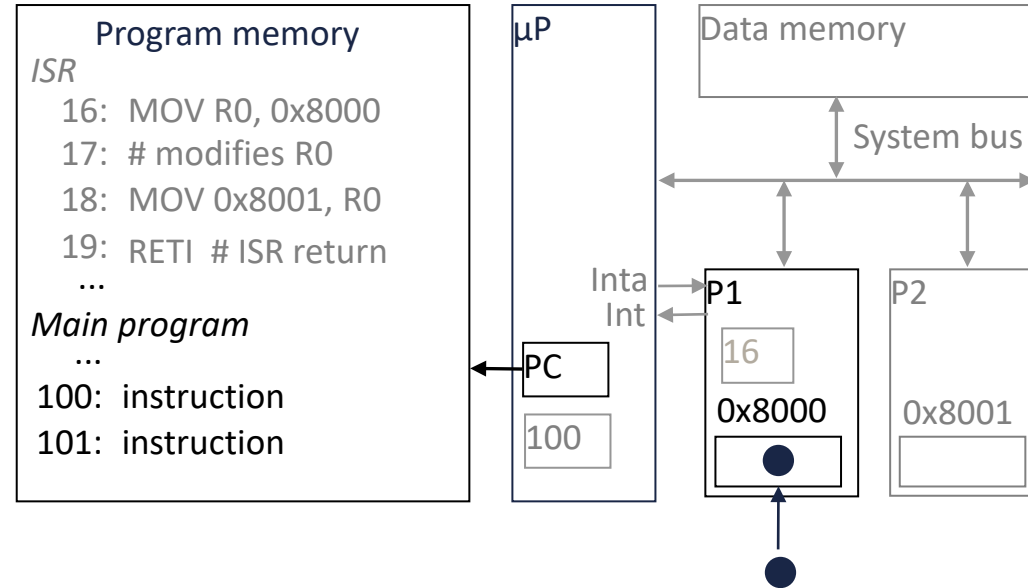 Program memory
ISR
16: MOV R0, 0x8000
17: # modifies R0
18: MOV 0x8001, R0
19: RETI # ISR return
...
Main program
...
100: instruction
101: instruction
μP
PC
100
Data memory
System bus
Inta
Int
P1
16
0x8000
P2
0x8001